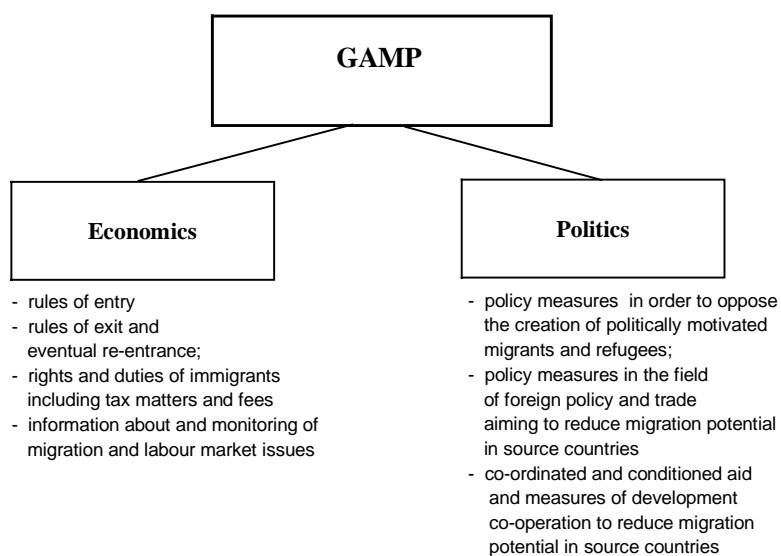 GAMP
Economics
- rules of entry
- rules of exit and
eventual re-entrance;
- rights and duties of immigrants
including tax matters and fees
- information about and monitoring of
migration and labour market issues
Politics
- policy measures in order to oppose
the creation of politically motivated
migrants and refugees;
- policy measures in the field
of foreign policy and trade
aiming to reduce migration potential
in source countries
- co-ordinated and conditioned aid
and measures of development
co-operation to reduce migration
potential in source countries